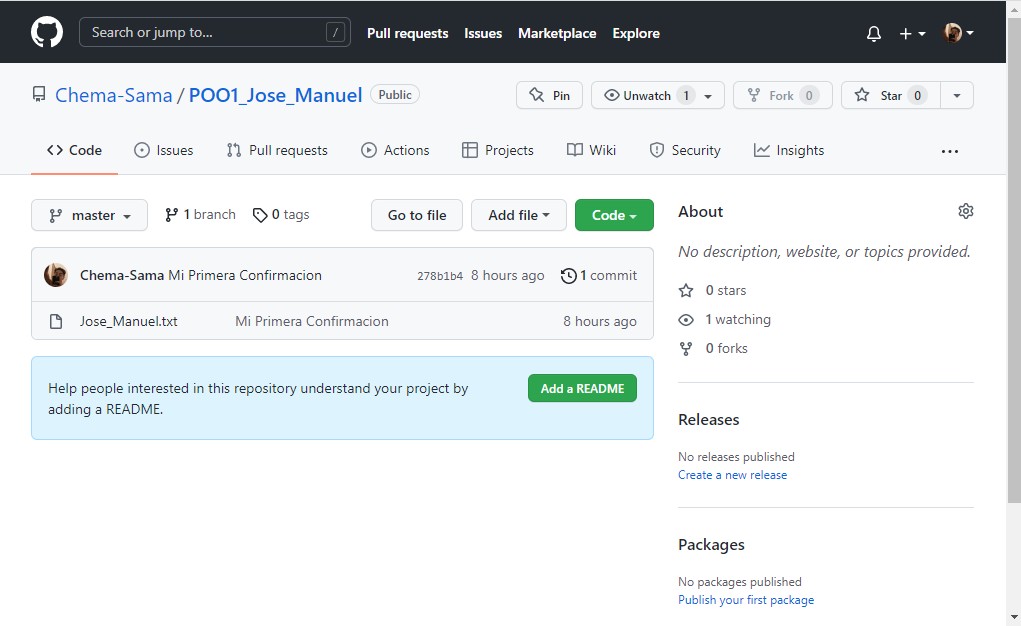 Search or jump to... / Pull requests Issues Marketplace Explore
Chema-Sama / POO1_Jose_Manuel Public Pin Unwatch 1 Fork 0 Star 0
Code Issues Pull requests Actions Projects Wiki Security Insights ...
master 1 branch 0 tags Go to file Add file Code
Chema-Sama Mi Primera Confirmacion 278b1b4 8 hours ago 1 commit
Jose_Manuel.txt Mi Primera Confirmacion 8 hours ago
Help people interested in this repository understand your project by
adding a README.
Add a README
About
No description, website, or topics provided.
0 stars
1 watching
0 forks
Releases
No releases published
Create a new release
Packages
No packages published
Publish your first package